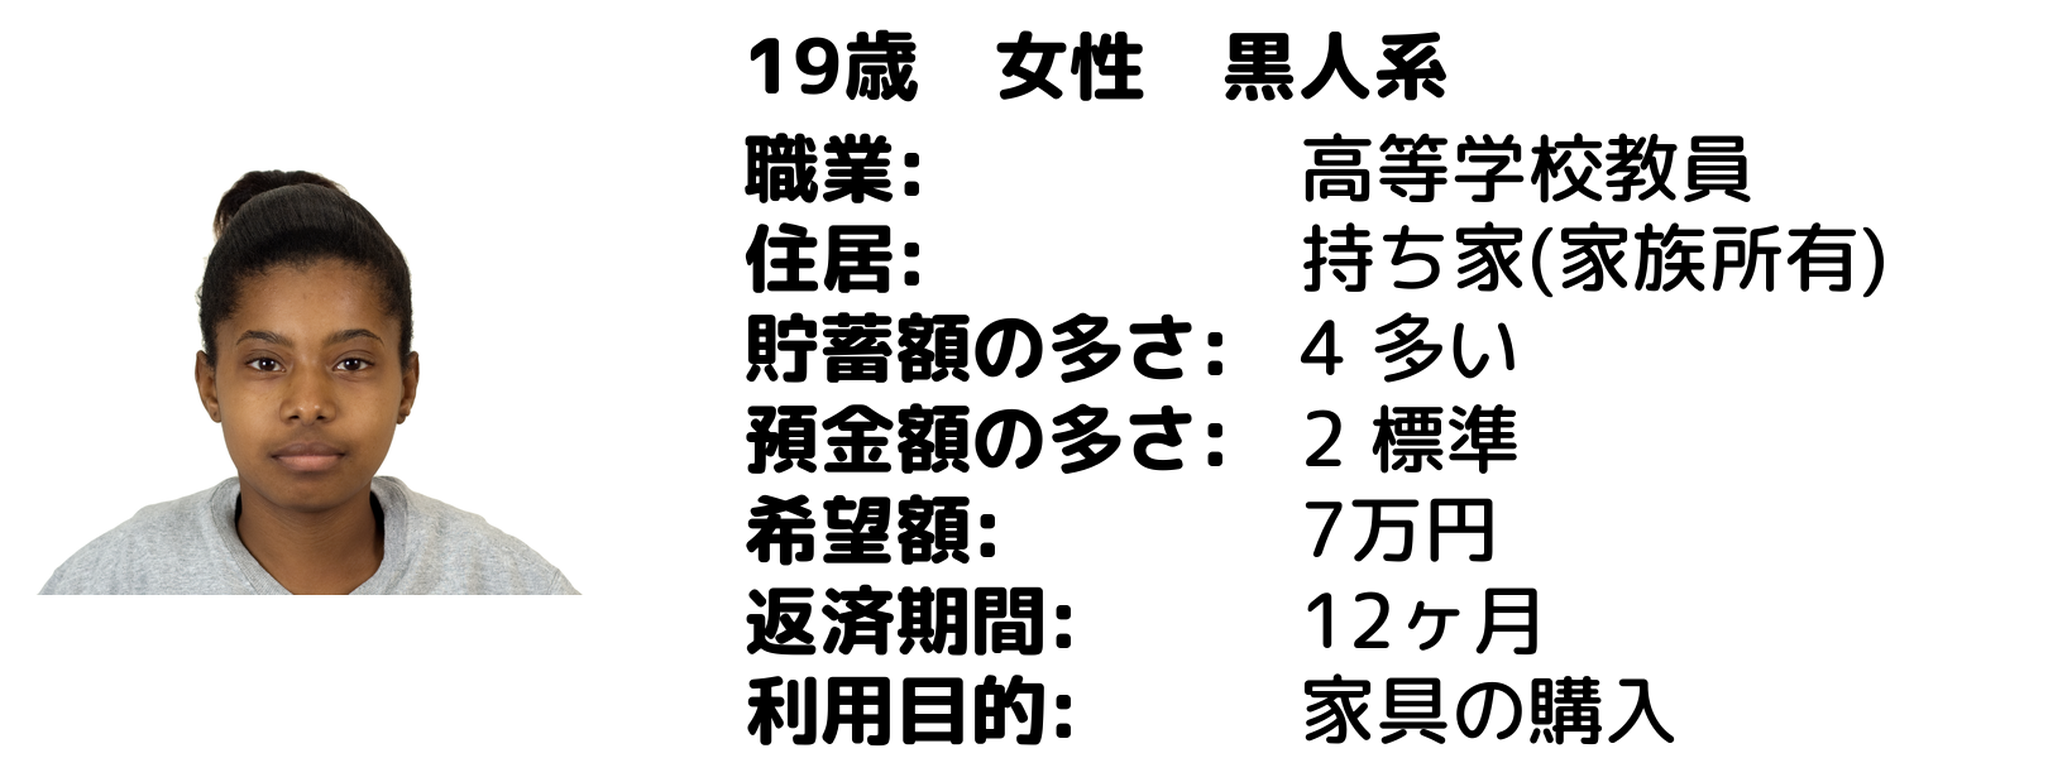 19歳　女性　黒人系
職業: 高等学校教員
住居: 持ち家(家族所有)
貯蓄額の多さ: 4 多い
預金額の多さ: 2 標準
希望額: 7万円
返済期間: 12ヶ月
利用目的: 家具の購入